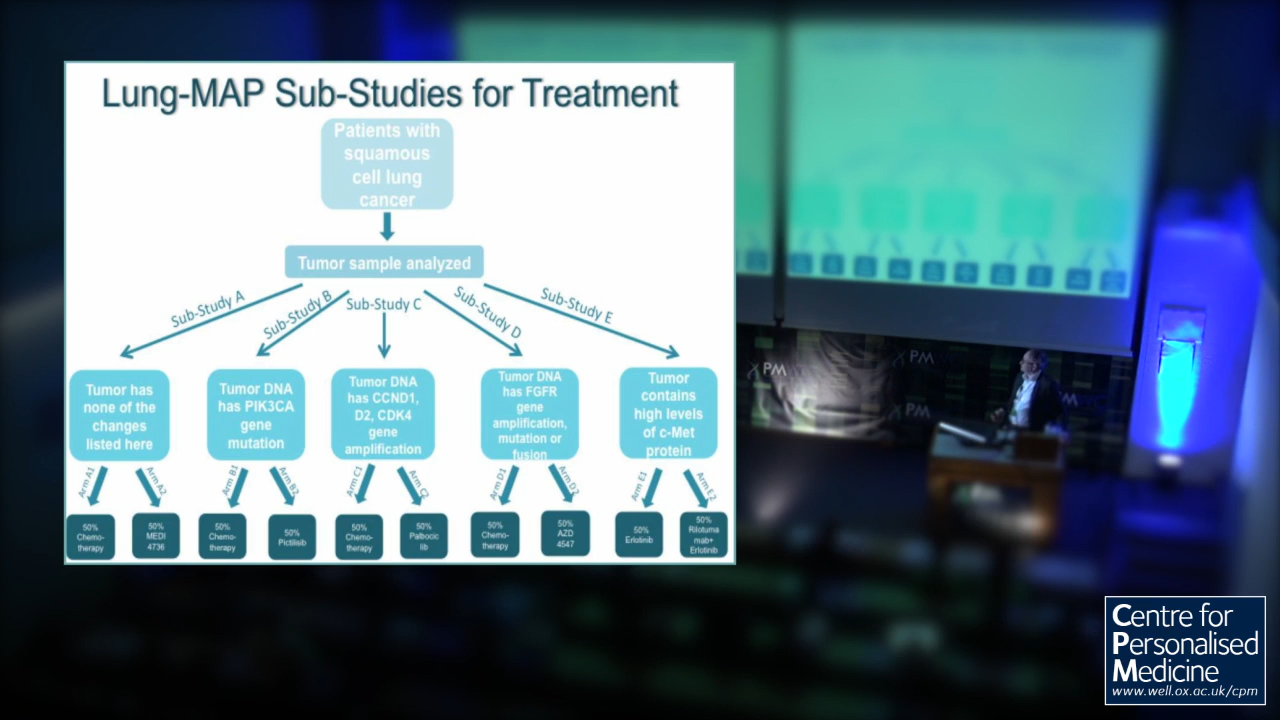 Lung-MAP Sub-Studies for Treatment
Patients with
squamous
cell lung
cancer
Tumor sample analyzed
Sub-Study A
Sub-Study B
Sub-Study C
Sub-Study D
Sub-Study E
Tumor has
none of the
changes
listed here
Tumor DNA
has PIK3CA
gene
mutation
Tumor DNA
has CCND1,
D2, CDK4
gene
amplification
Tumor DNA
has FGFR
gene
amplification,
mutation or
fusion
Tumor
contains
high levels
of c-Met
protein
Arm A1
Arm A2
Arm B1
Arm B2
Arm C1
Arm C2
Arm D1
Arm D2
Arm E1
Arm E2
50%
Chemo-
therapy
50%
MEDI
4736
50%
Chemo-
therapy
50%
Pictilisib
50%
Chemo-
therapy
50%
Palbocic
lib
50%
Chemo-
therapy
50%
AZD
4547
50%
Erlotinib
50%
Rilotuma
mab+
Erlotinib
PM
PM
PM
Centre for
Personalised
Medicine
www.well.ox.ac.uk/cpm